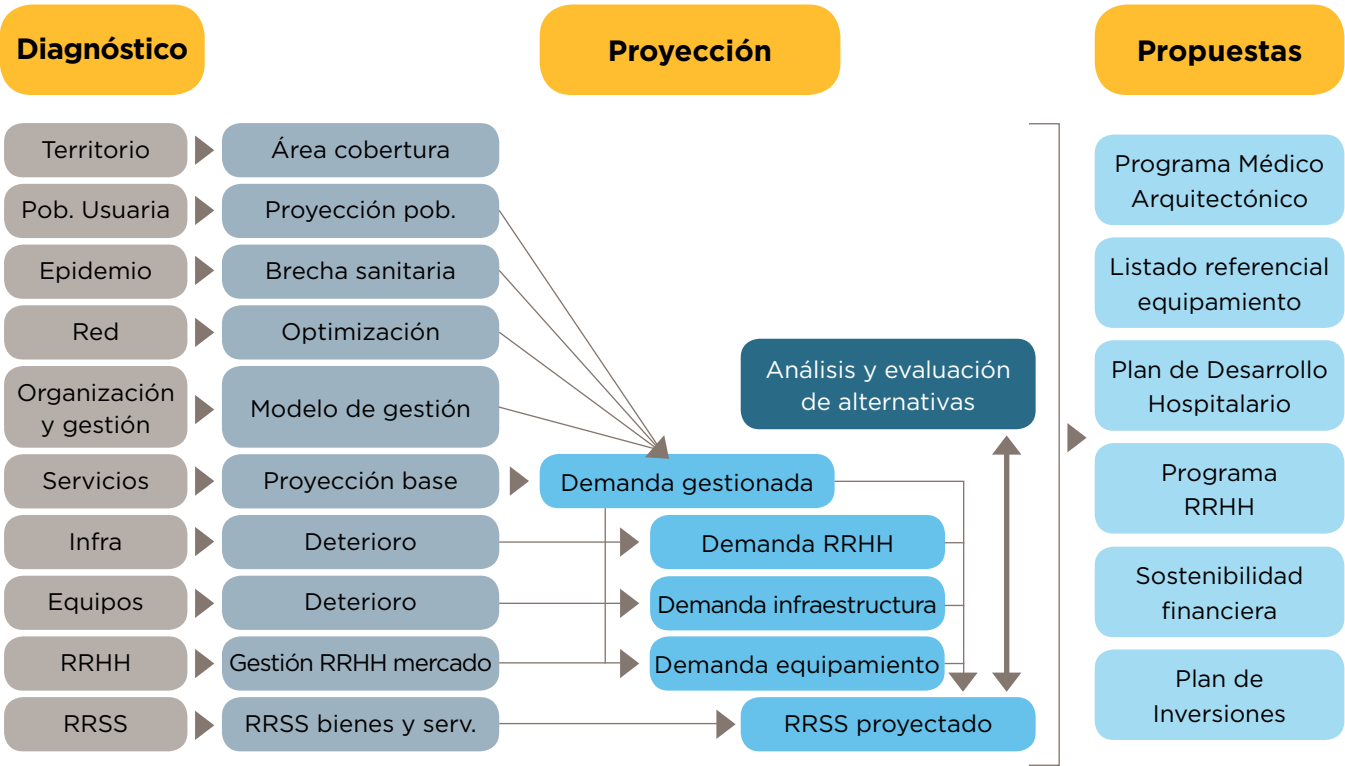 Diagnóstico
Proyección
Propuestas
Territorio
Área cobertura
Pob. Usuaria
Proyección pob.
Epidemio
Brecha sanitaria
Red
Optimización
Organización
y gestión
Modelo de gestión
Servicios
Proyección base
Demanda gestionada
Infra
Deterioro
Demanda RRHH
Equipos
Deterioro
Demanda infraestructura
RRHH
Gestión RRHH mercado
Demanda equipamiento
RRSS
RRSS bienes y serv.
RRSS proyectado
Análisis y evaluación
de alternativas
Programa Médico
Arquitectónico
Listado referencial
equipamiento
Plan de Desarrollo
Hospitalario
Programa
RRHH
Sostenibilidad
financiera
Plan de
Inversiones